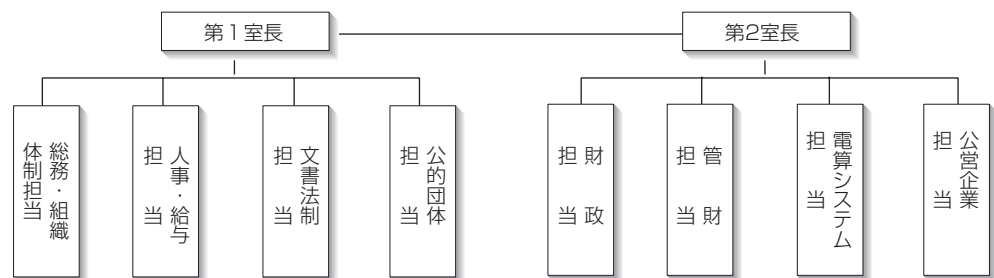 第１室長
第2室長
総務・組織
体制担当
人事・給与
担当
文書法制
担当
公的団体
担当
財政
担当
管財
担当
電算システム
担当
公営企業
担当